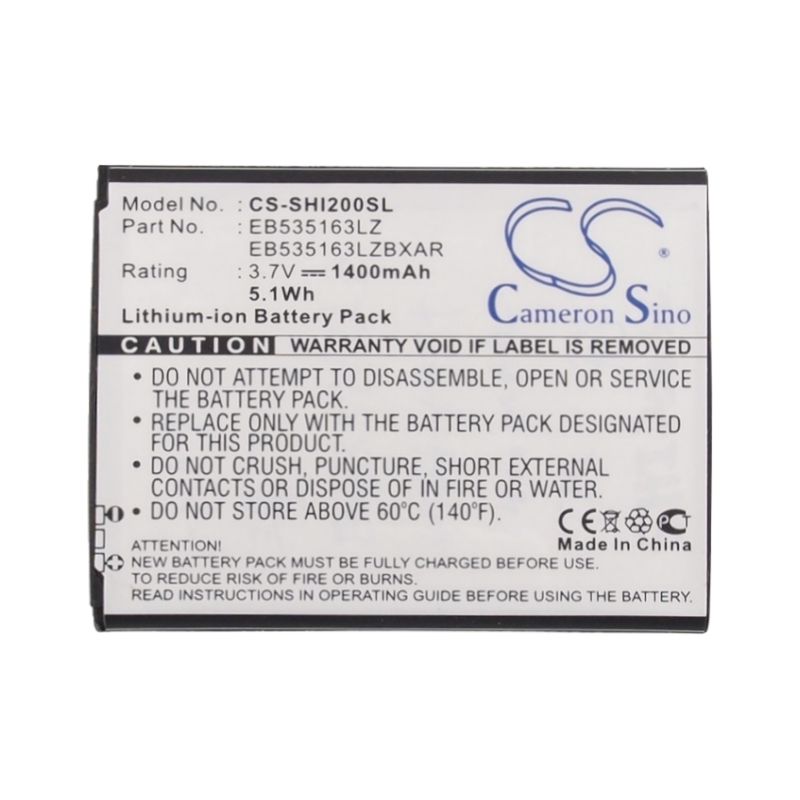 Model No. : CS-SHI200SL
Part No. : EB535163LZ
EB535163LZBXAR
Rating : 3.7V 1400mAh
5.1Wh
Lithium-ion Battery Pack
CS
®
Cameron Sino
CAUTION WARRANTY VOID IF LABEL IS REMOVED
• DO NOT ATTEMPT TO DISASSEMBLE, OPEN OR SERVICE
THE BATTERY PACK.
• REPLACE ONLY WITH THE BATTERY PACK DESIGNATED
FOR THIS PRODUCT.
• DO NOT CRUSH, PUNCTURE, SHORT EXTERNAL
CONTACTS OR DISPOSE OF IN FIRE OR WATER.
• DO NOT STORE ABOVE 60°C (140°F).
CE PCT
Made In China
ATTENTION!
NEW BATTERY PACK MUST BE FULLY CHARGED BEFORE USE
TO REDUCE RISK OF FIRE OR BURNS.
READ INSTRUCTIONS IN OPERATING GUIDE BEFORE USE.